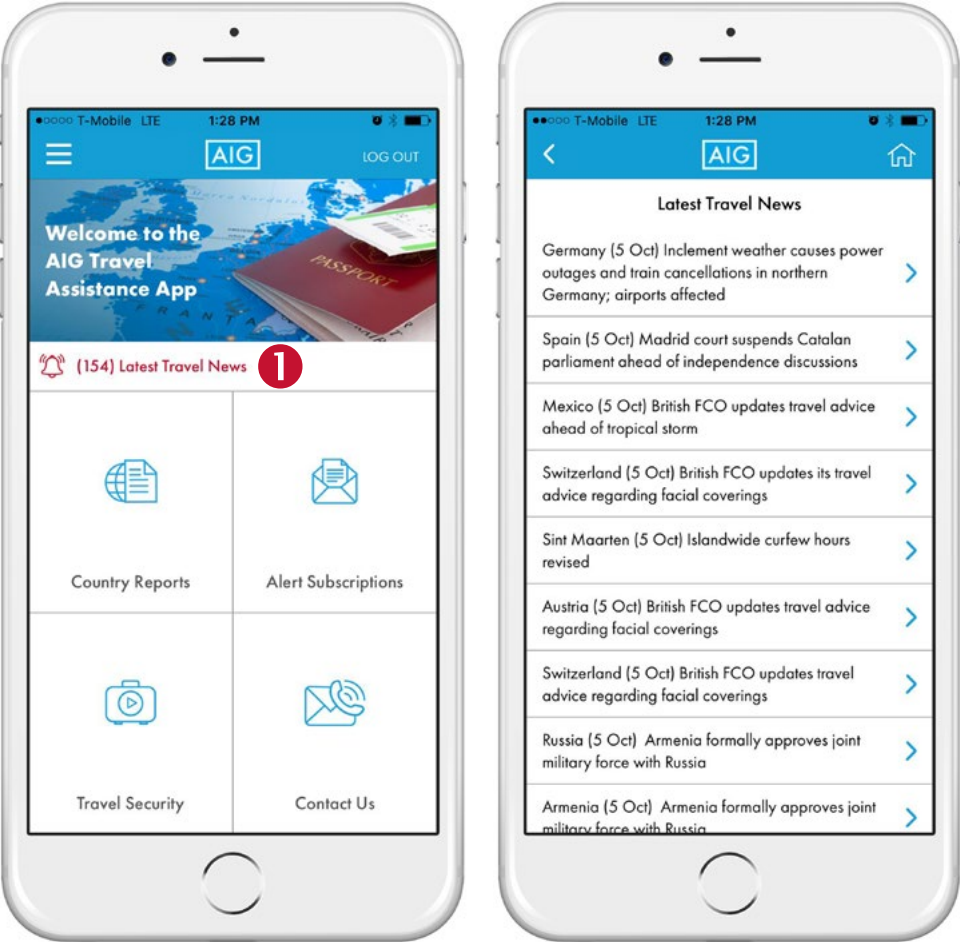 T-Mobile LTE 1:28 PM
AIG LOG OUT
Welcome to the
AIG Travel
Assistance App
PASSPORT
(154) Latest Travel News 1
Country Reports
Alert Subscriptions
Travel Security
Contact Us
T-Mobile LTE 1:28 PM
AIG
Latest Travel News
Germany (5 Oct) Inclement weather causes power
outages and train cancellations in northern
Germany; airports affected
Spain (5 Oct) Madrid court suspends Catalan
parliament ahead of independence discussions
Mexico (5 Oct) British FCO updates travel advice
ahead of tropical storm
Switzerland (5 Oct) British FCO updates its travel
advice regarding facial coverings
Sint Maarten (5 Oct) Islandwide curfew hours
revised
Austria (5 Oct) British FCO updates travel advice
regarding facial coverings
Switzerland (5 Oct) British FCO updates travel
advice regarding facial coverings
Russia (5 Oct) Armenia formally approves joint
military force with Russia
Armenia (5 Oct) Armenia formally approves joint
military force with Russia